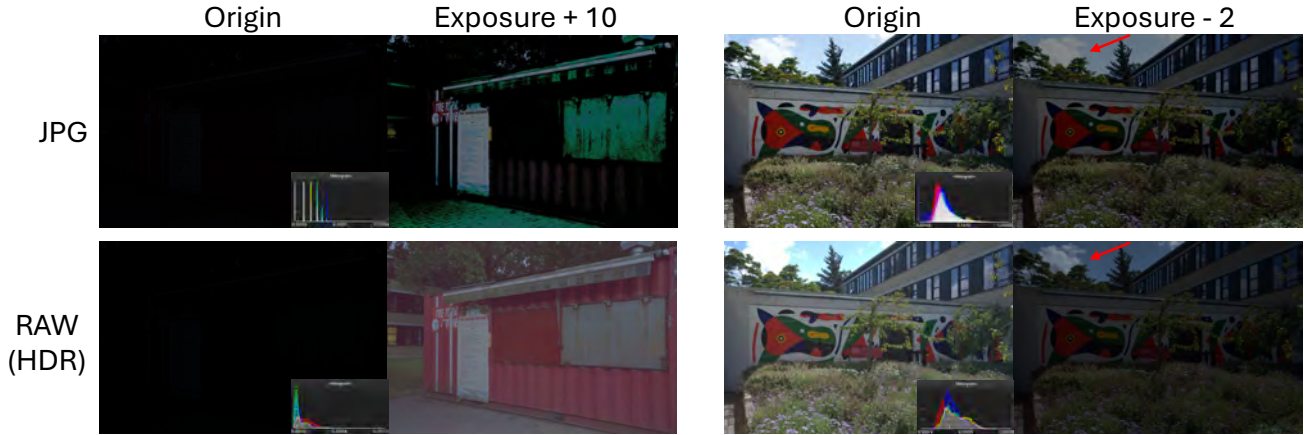 Origin
Exposure + 10
Origin
Exposure - 2
JPG
RAW
(HDR)